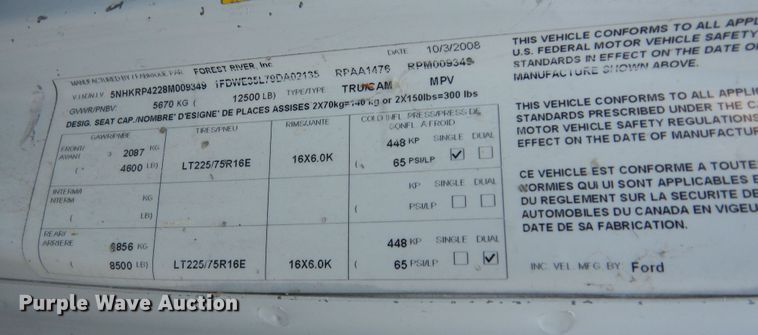 MANUFACTURED BY / FABRIQUE PAR FOREST RIVER, Inc DATE 10/3/2008
V.I.N./N.I.V. 5NHKRP4228M009349 1FDWE35L79DA02135 RPAA1476 RPM009349
GVWR/PNBV: 5670 KG ( 12500 LB) TYPE/TYPE TRU/CAM MPV
DESIG. SEAT CAP./NOMBRE' D'ESIGNE' DE PLACES ASSISES 2X70kg=140 kg or 2X150lbs=300 lbs
GAWR/PNBE TIRES/PNEU RIMS/JANTE COLD INFL. PRESS/PRESS DE GONFL. A FROID
FRONT/ AVANT 2087 KG 448 KP SINGLE DUAL
( 4600 LB) LT225/75R16E 16X6.0K ( 65 PSI/LP
INTERM/ NTERM KG KP SINGLE DUAL
( LB) ( PSI/LP
REAR/ ARRIERE 3856 KG 448 KP SINGLE DUAL
( 8500 LB) LT225/75R16E 16X6.0K ( 65 PSI/LP
THIS VEHICLE CONFORMS TO ALL APPL
U.S. FEDERAL MOTOR VEHICLE SAFETY
STANDARDS IN EFFECT ON THE DATE OF
MANUFACTURE SHOWN ABOVE.
THIS VEHICLE CONFORMS TO ALL APPLI
STANDARDS PRESCRIBED UNDER THE CA
MOTOR VEHICLE SAFETY REGULATIONS
EFFECT ON THE DATE OF MANUFACTUR
CE VEHICLE EST CONFORME A TOUTE
NORMES QUI UI SONT APPLICABLES E
DU REGLEMENT SUR LA SECURITE DE
AUTOMOBILES DU CANADA EN VIGEU
DATE DE SA FABRICATION.
INC. VEL. MFG BY Ford
Purple Wave Auction